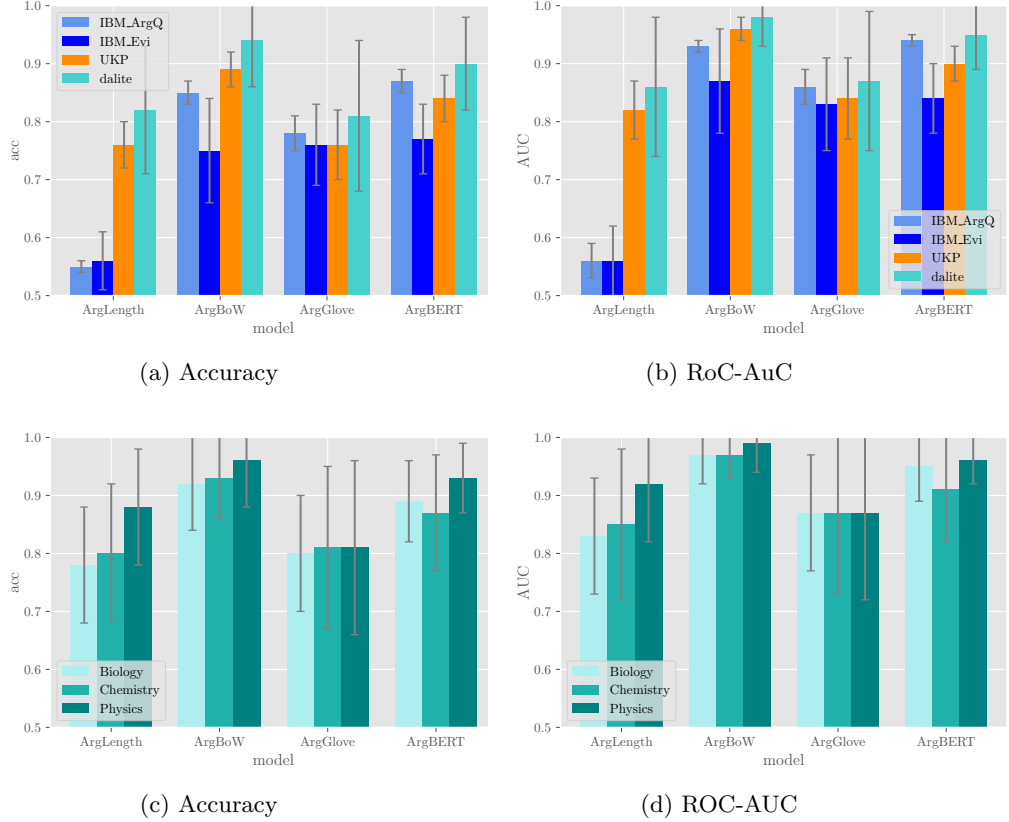 1.0
0.9
0.8
0.7
0.6
0.5
acc
IBM_ArgQ
IBM_Evi
UKP
dalite
ArgLength ArgBoW ArgGlove ArgBERT
model
(a) Accuracy
1.0
0.9
0.8
0.7
0.6
0.5
AUC
IBM_ArgQ
IBM_Evi
UKP
dalite
ArgLength ArgBoW ArgGlove ArgBERT
model
(b) RoC-AuC
1.0
0.9
0.8
0.7
0.6
0.5
acc
Biology
Chemistry
Physics
ArgLength ArgBoW ArgGlove ArgBERT
model
(c) Accuracy
1.0
0.9
0.8
0.7
0.6
0.5
AUC
Biology
Chemistry
Physics
ArgLength ArgBoW ArgGlove ArgBERT
model
(d) ROC-AUC